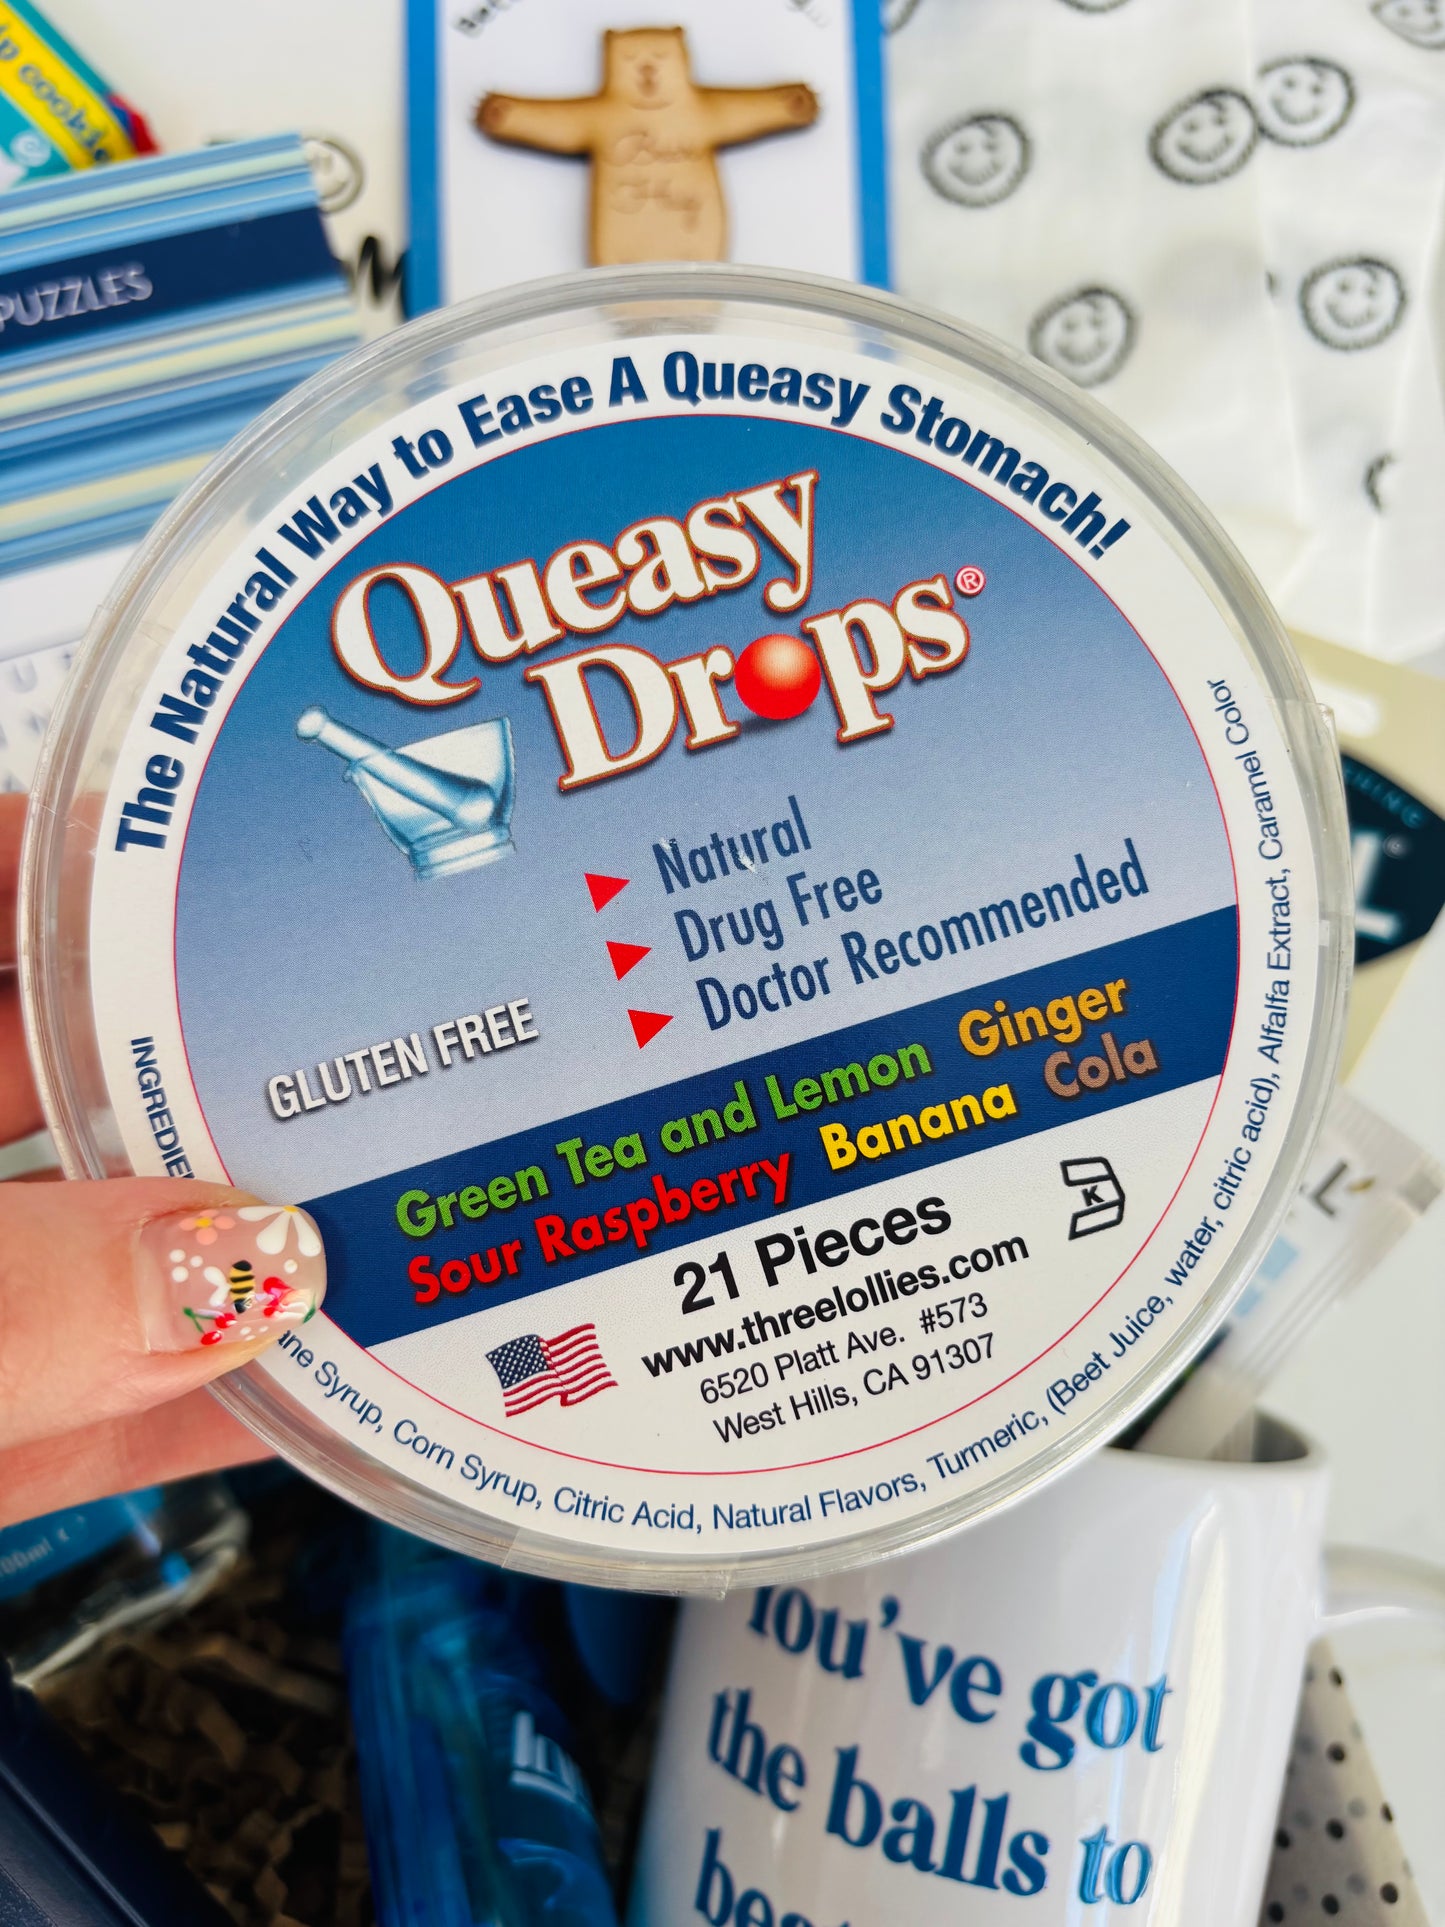 cookie
PUZZLES
Bear
Hug
The Natural Way to Ease A Queasy Stomach!
Queasy
Drops®
Natural
Drug Free
Doctor Recommended
GLUTEN FREE
Green Tea and Lemon Ginger
Sour Raspberry Banana Cola
21 Pieces
K
www.threelollies.com
6520 Platt Ave. #573
West Hills, CA 91307
Syrup, Corn Syrup, Citric Acid, Natural Flavors, Turmeric, (Beet Juice, water, citric acid), Alfalfa Extract, Caramel Color
You've got
the balls to